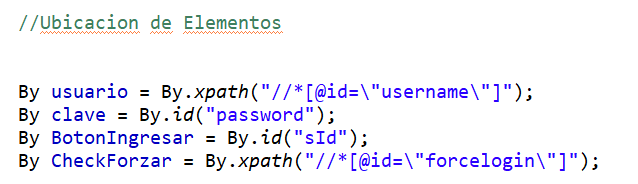 //Ubicacion de Elementos
By usuario = By.xpath("//*[@id=\"username\"]");
By clave = By.id("password");
By BotonIngresar = By.id("sId");
By CheckForzar = By.xpath("//*[@id=\"forcelogin\"]");